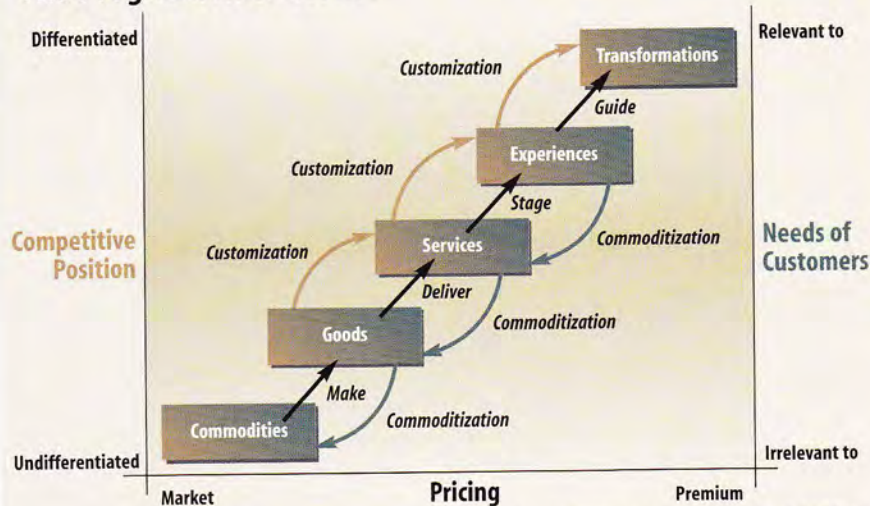 Differentiated
Relevant to
Transformations
Customization
Guide
Experiences
Customization
Stage
Competitive
Position
Services
Commoditization
Needs of
Customers
Customization
Deliver
Goods
Commoditization
Make
Commodities
Commoditization
Undifferentiated
Irrelevant to
Market
Pricing
Premium